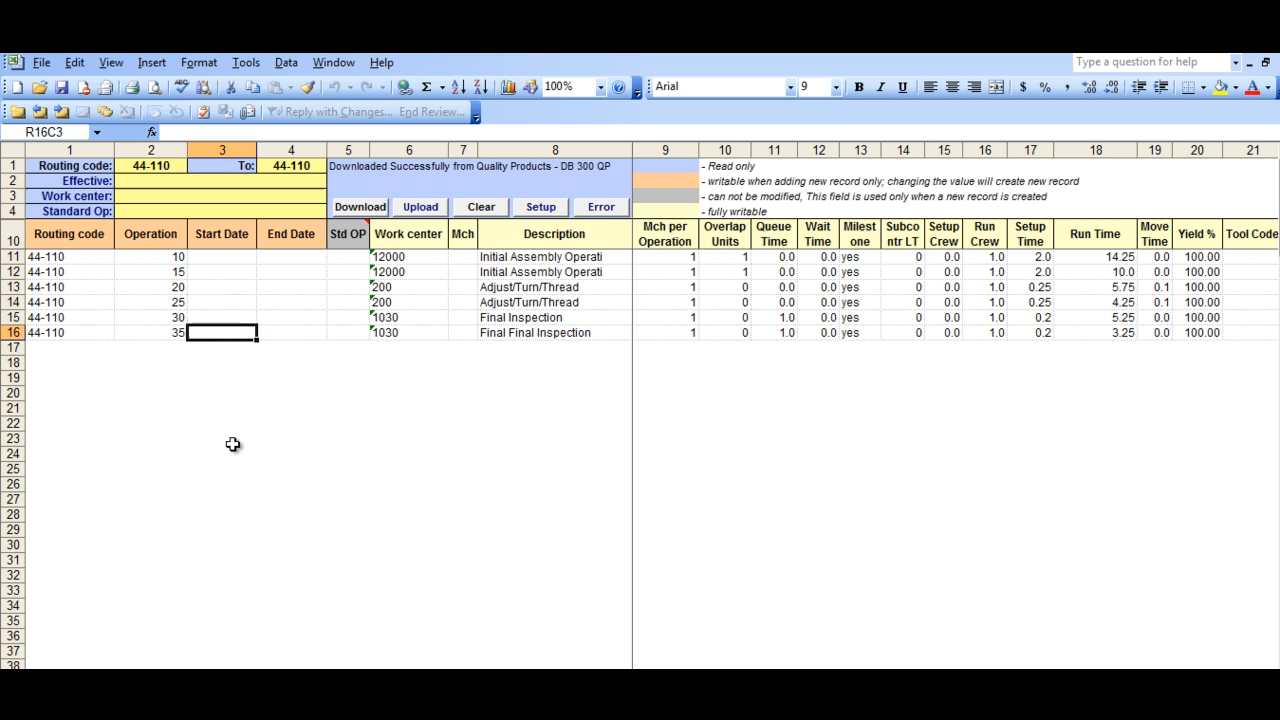 File Edit View Insert Format Tools Data Window Help Type a question for help
Σ 100% Arial 9 B I U $ % ,
Reply with Changes... End Review...
R16C3 fx
1 2 3 4 5 6 7 8 9 10 11 12 13 14 15 16 17 18 19 20 21
1 Routing code: 44-110 To: 44-110 Downloaded Successfully from Quality Products - DB 300 QP - Read only
2 Effective: - writable when adding new record only; changing the value will create new record
3 Work center: - can not be modified, This field is used only when a new record is created
4 Standard Op: Download Upload Clear Setup Error - fully writable
10 Routing code Operation Start Date End Date Std OP Work center Mch Description Mch per Operation Overlap Units Queue Time Wait Time Milest one Subco ntr LT Setup Crew Run Crew Setup Time Run Time Move Time Yield % Tool Code
11 44-110 10 12000 Initial Assembly Operati 1 1 0.0 0.0 yes 0 0.0 1.0 2.0 14.25 0.0 100.00
12 44-110 15 12000 Initial Assembly Operati 1 1 0.0 0.0 yes 0 0.0 1.0 2.0 10.0 0.0 100.00
13 44-110 20 200 Adjust/Turn/Thread 1 0 0.0 0.0 yes 0 0.0 1.0 0.25 5.75 0.1 100.00
14 44-110 25 200 Adjust/Turn/Thread 1 0 0.0 0.0 yes 0 0.0 1.0 0.25 4.25 0.1 100.00
15 44-110 30 1030 Final Inspection 1 0 1.0 0.0 yes 0 0.0 1.0 0.2 5.25 0.0 100.00
16 44-110 35 1030 Final Final Inspection 1 0 1.0 0.0 yes 0 0.0 1.0 0.2 3.25 0.0 100.00
17
18
19
20
21
22
23
24
25
26
27
28
29
30
31
32
33
34
35
36
37
38